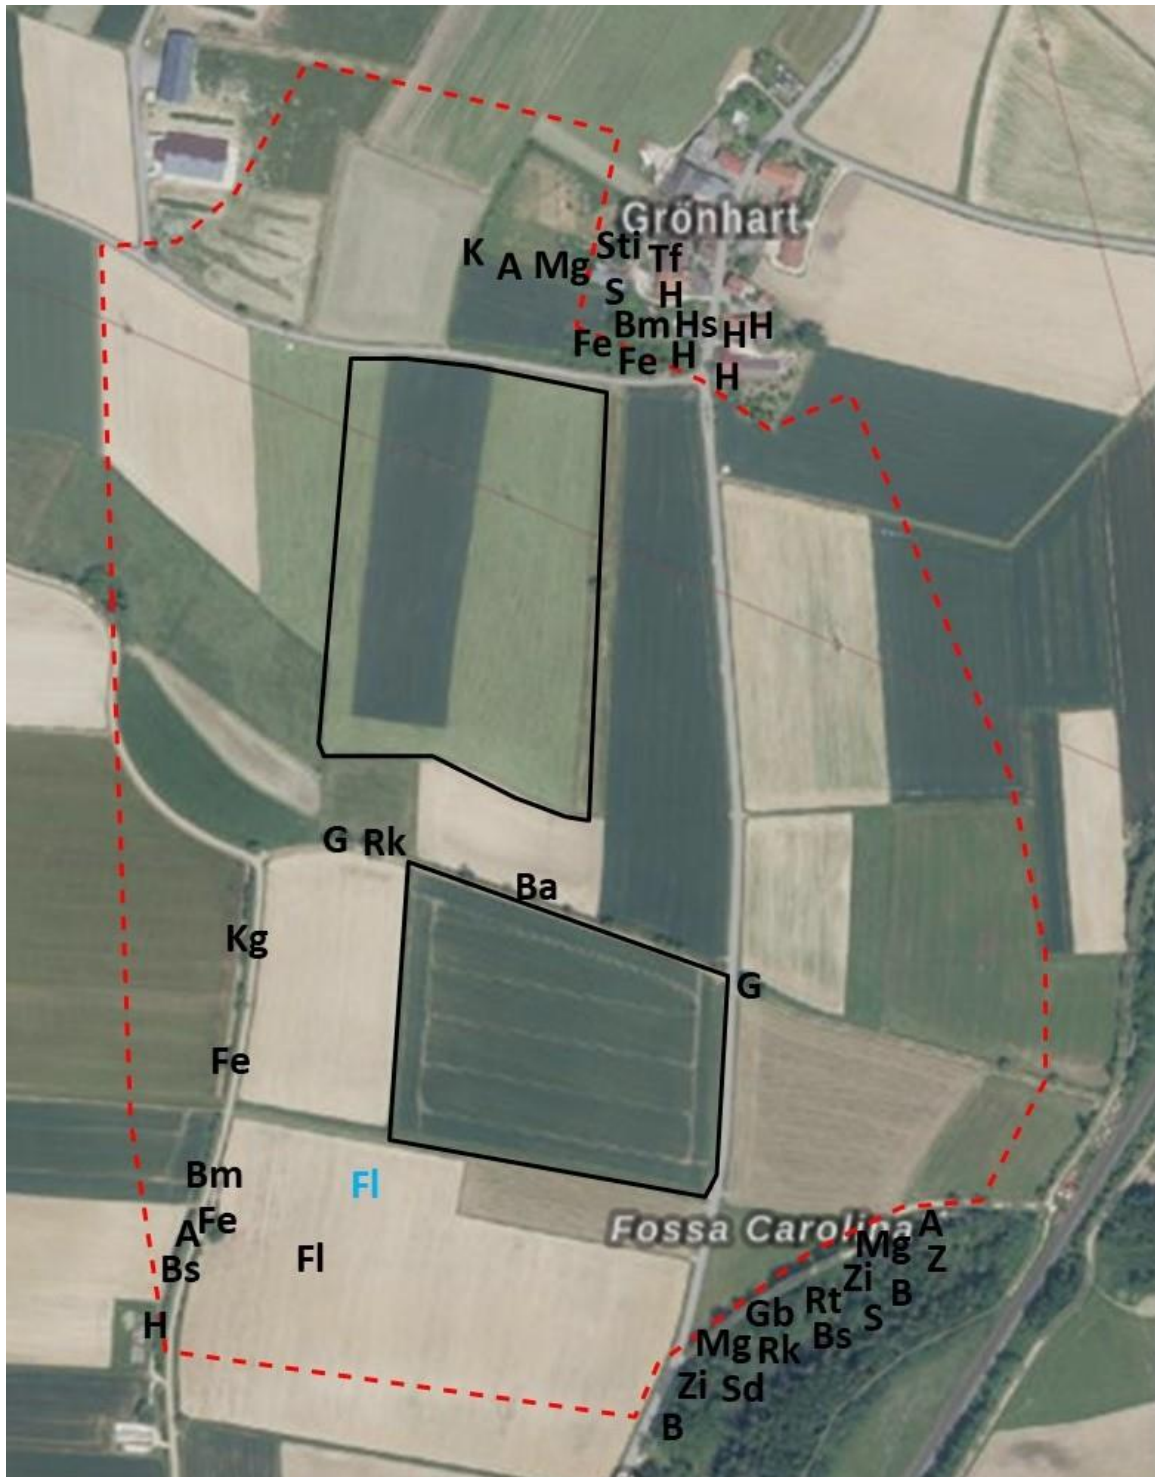 Grönhart
K A Mg Sti Tf
S H
Bm Hs H H
Fe Fe H
H
G Rk
Ba
Kg
G
Fe
Bm Fl
A Fe
Fossa Carolina A
Bs Fl Mg Z
Zi B
H Gb Rt S
Mg Rk Bs
Zi Sd
B